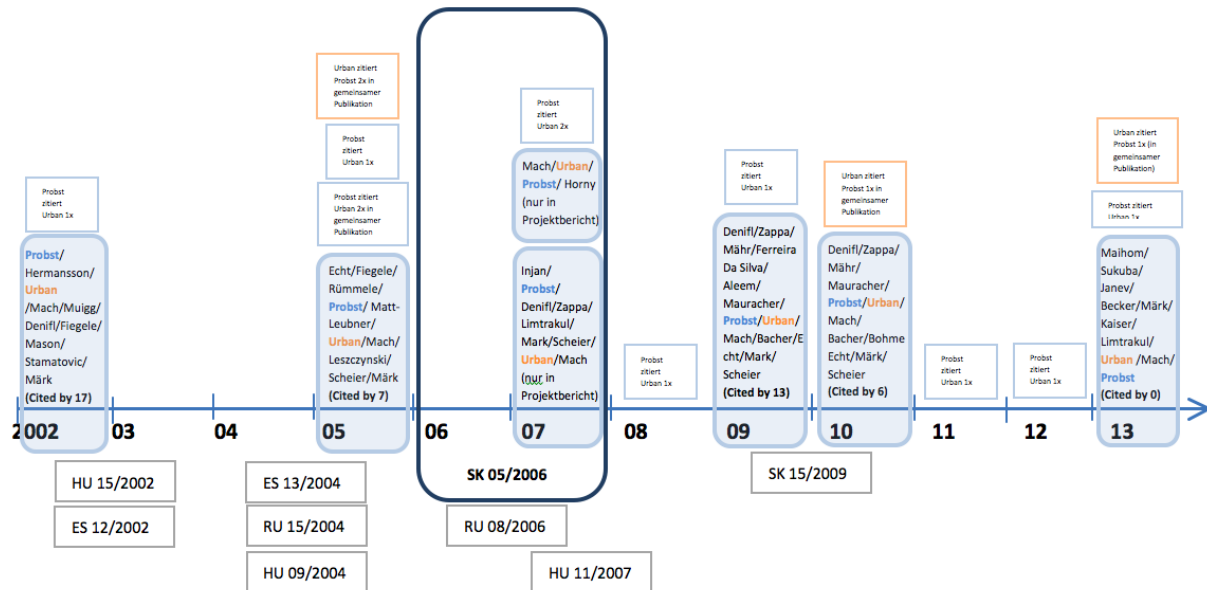 Probst
zitiert
Urban 1x
Probst/
Hermansson/
Urban
/Mach/Muigg/
Denifl/Fiegele/
Mason/
Stamatovic/
Märk
(Cited by 17)
Urban zitiert
Probst 2x in
gemeinsamer
Publikation
Probst
zitiert
Urban 1x
Probst zitiert
Urban 2x in
gemeinsamer
Publikation
Echt/Fiegele/
Rümmele/
Probst/ Matt-
Leubner/
Urban/Mach/
Leszczynski/
Scheier/Märk
(Cited by 7)
Probst
zitiert
Urban 2x
Mach/Urban/
Probst/ Horny
(nur in
Projektbericht)
Injan/
Probst/
Denifl/Zappa/
Limtrakul/
Mark/Scheier/
Urban/Mach
(nur in
Projektbericht)
Probst
zitiert
Urban 1x
Probst
zitiert
Urban 1x
Denifl/Zappa/
Mähr/Ferreira
Da Silva/
Aleem/
Mauracher/
Probst/Urban/
Mach/Bacher/E
cht/Mark/
Scheier
(Cited by 13)
Urban zitiert
Probst 1x in
gemeinsamer
Publikation
Denifl/Zappa/
Mähr/
Mauracher/
Probst/Urban/
Mach/
Bacher/Bohme
Echt/Märk/
Scheier
(Cited by 6)
Probst
zitiert
Urban 1x
Probst
zitiert
Urban 1x
Urban zitiert
Probst 1x (in
gemeinsamer
Publikation)
Probst zitiert
Urban 1x
Maihom/
Sukuba/
Janev/
Becker/Märk/
Kaiser/
Limtrakul/
Urban /Mach/
Probst
(Cited by 0)
2002 03 04 05 06 07 08 09 10 11 12 13
HU 15/2002
ES 12/2002
ES 13/2004
RU 15/2004
HU 09/2004
SK 05/2006
RU 08/2006
HU 11/2007
SK 15/2009